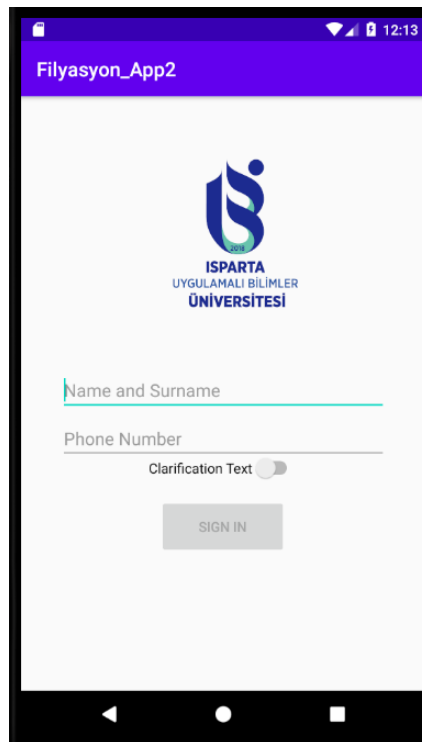 12:13
Filyasyon_App2
2018
ISPARTA
UYGULAMALI BİLİMLER
ÜNİVERSİTESİ
Name and Surname
Phone Number
Clarification Text
SIGN IN